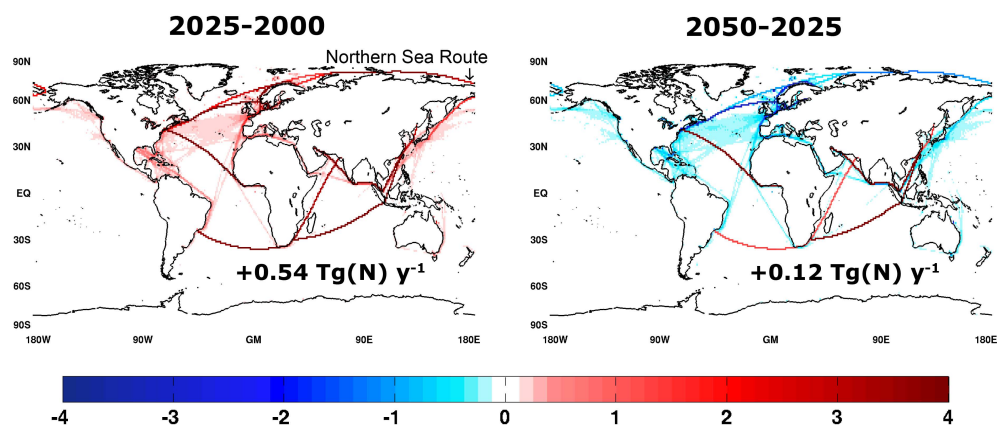 2025-2000 2050-2025
Northern Sea Route
90N 90N
60N 60N
30N 30N
EQ EQ
30S 30S
+0.54 Tg(N) y-1 +0.12 Tg(N) y-1
60S 60S
90S 90S
180W 90W GM 90E 180E 180W 90W GM 90E 180E
-4 -3 -2 -1 0 1 2 3 4